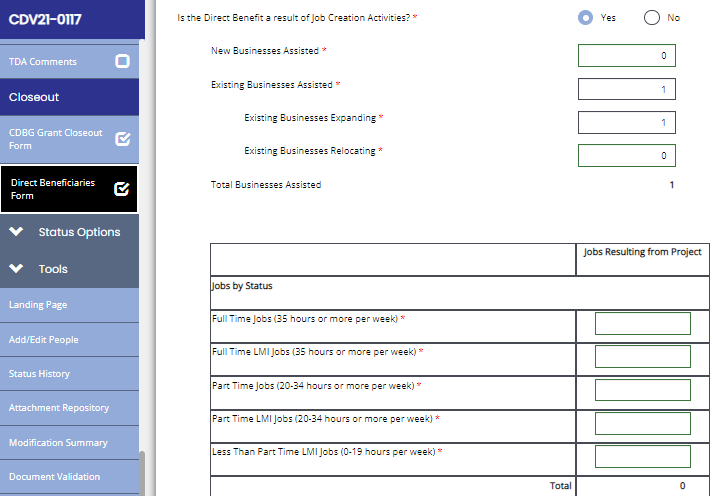 CDV21-0117
TDA Comments
Closeout
CDBG Grant Closeout
Form
Direct Beneficiaries
Form
Status Options
Tools
Landing Page
Add/Edit People
Status History
Attachment Repository
Modification Summary
Document Validation
Is the Direct Benefit a result of Job Creation Activities? * Yes No
New Businesses Assisted * 0
Existing Businesses Assisted * 1
Existing Businesses Expanding * 1
Existing Businesses Relocating * 0
Total Businesses Assisted 1
Jobs Resulting from Project
Jobs by Status
Full Time Jobs (35 hours or more per week) *
Full Time LMI Jobs (35 hours or more per week) *
Part Time Jobs (20-34 hours or more per week) *
Part Time LMI Jobs (20-34 hours or more per week) *
Less Than Part Time LMI Jobs (0-19 hours per week) *
Total 0